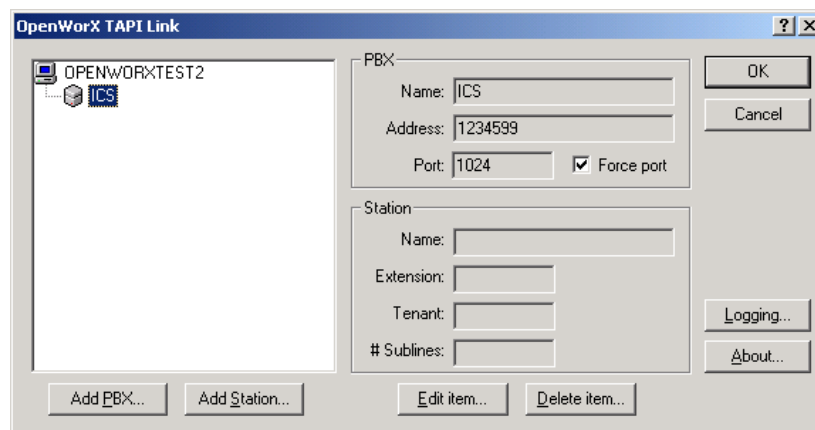 OpenWorX TAPI Link
OPENWORXTEST2
ICS
PBX
Name: ICS
Address: 1234599
Port: 1024 Force port
Station
Name:
Extension:
Tenant:
# Sublines:
OK
Cancel
Logging...
About...
Add PBX... Add Station... Edit item... Delete item...